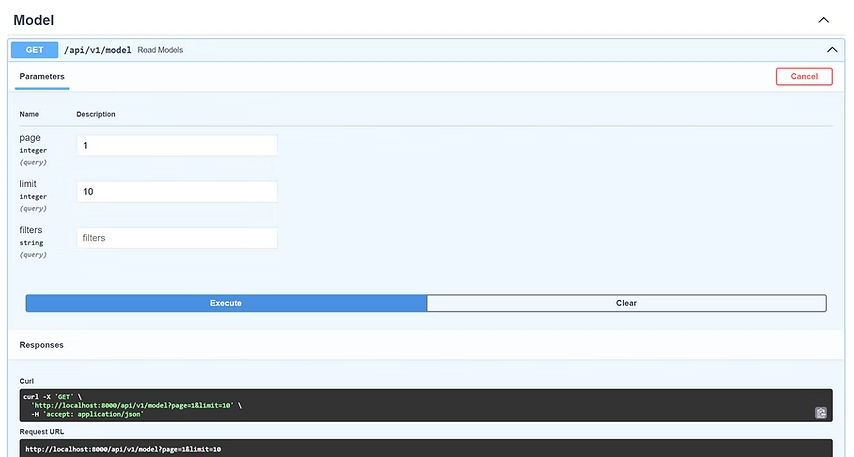 Model
GET /api/v1/model Read Models
Parameters
Cancel
Name Description
page
integer
(query)
1
limit
integer
(query)
10
filters
string
(query)
filters
Execute Clear
Responses
Curl
curl -X 'GET' \
'http://localhost:8000/api/v1/model?page=1&limit=10' \
-H 'accept: application/json'
Request URL
http://localhost:8000/api/v1/model?page=1&limit=10